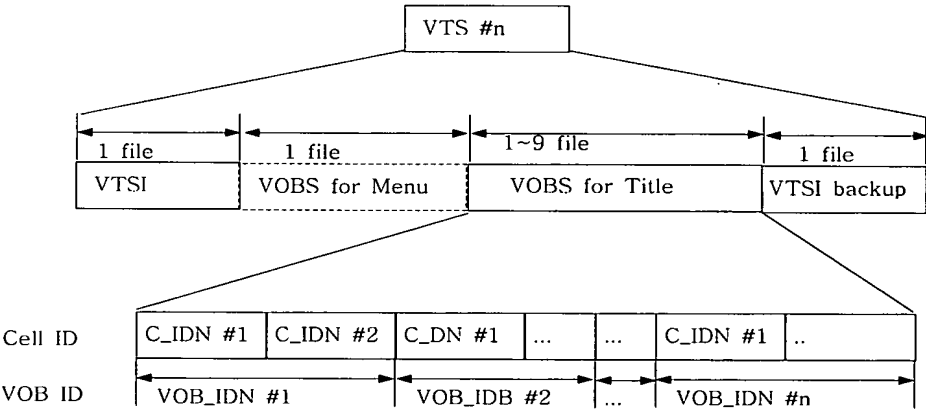 VTS #n
1 file 1 file 1~9 file 1 file
VTSI VOBS for Menu VOBS for Title VTSI backup
Cell ID C_IDN #1 C_IDN #2 C_DN #1 ... ... C_IDN #1 ..
VOB ID VOB_IDN #1 VOB_IDB #2 ... VOB_IDN #n